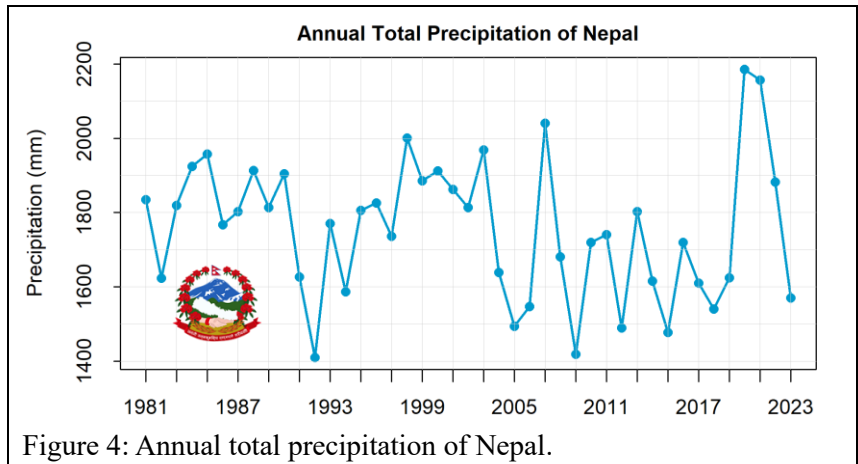 Annual Total Precipitation of Nepal
Precipitation (mm)
2200
2000
1800
1600
1400
1981 1987 1993 1999 2005 2011 2017 2023
Figure 4: Annual total precipitation of Nepal.